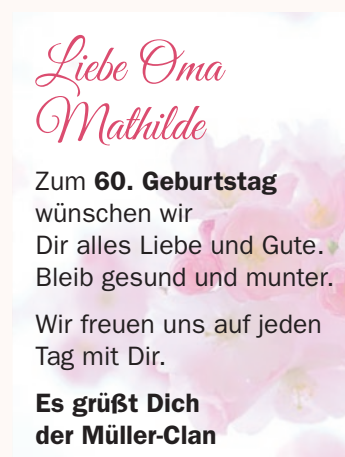 Liebe Oma
Mathilde
Zum 60. Geburtstag
wünschen wir
Dir alles Liebe und Gute.
Bleib gesund und munter.
Wir freuen uns auf jeden
Tag mit Dir.
Es grüßt Dich
der Müller-Clan